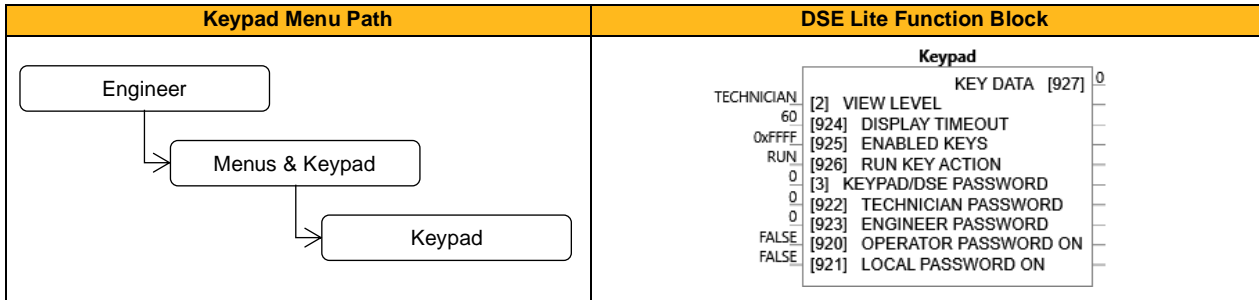 Keypad Menu Path
DSE Lite Function Block
Engineer
Menus & Keypad
Keypad
Keypad
KEY DATA [927] 0
TECHNICIAN [2] VIEW LEVEL
60 [924] DISPLAY TIMEOUT
0xFFFF [925] ENABLED KEYS
RUN [926] RUN KEY ACTION
0 [3] KEYPAD/DSE PASSWORD
0 [922] TECHNICIAN PASSWORD
0 [923] ENGINEER PASSWORD
FALSE [920] OPERATOR PASSWORD ON
FALSE [921] LOCAL PASSWORD ON